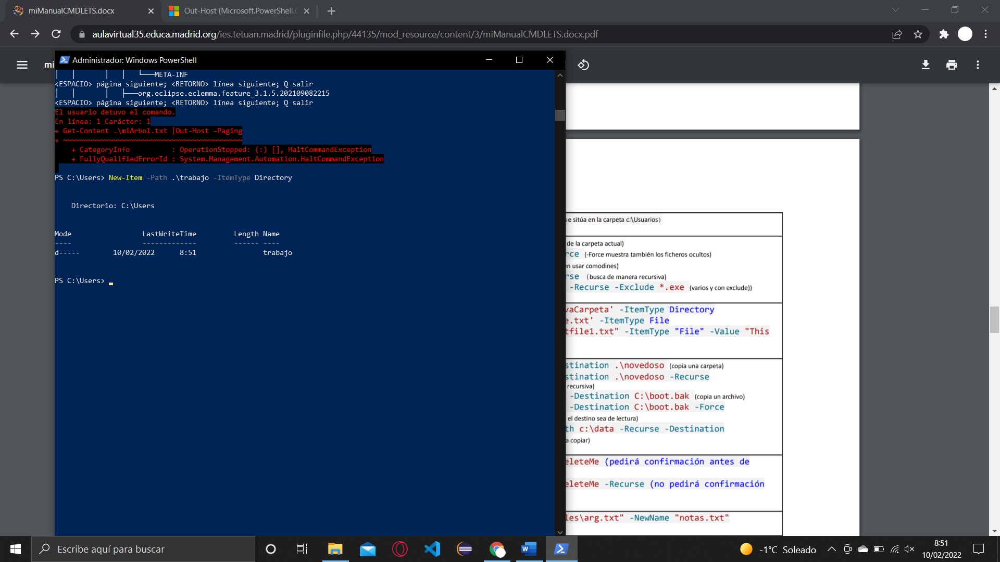 miManualCMDLETS.docx
Out-Host (Microsoft.PowerShell.C
aulavirtual35.educa.madrid.org/ies.tetuan.madrid/pluginfile.php/44135/mod_resource/content/3/miManualCMDLETS.docx.pdf
mi
Administrador: Windows PowerShell
│   │       │   │   └───META-INF
<ESPACIO> página siguiente; <RETORNO> línea siguiente; Q salir
│   │       │   ├───org.eclipse.eclemma.feature_3.1.5.202109082215
<ESPACIO> página siguiente; <RETORNO> línea siguiente; Q salir
El usuario detuvo el comando.
En línea: 1 Carácter: 1
+ Get-Content .\miArbol.txt |Out-Host -Paging
+ ~~~~~~~~~~~~~~~~~~~~~~~~~~~~~~~~~~~~~~~~~~~
    + CategoryInfo          : OperationStopped: (:) [], HaltCommandException
    + FullyQualifiedErrorId : System.Management.Automation.HaltCommandException
PS C:\Users> New-Item -Path .\trabajo -ItemType Directory
    Directorio: C:\Users
Mode                 LastWriteTime         Length Name
----                 -------------         ------ ----
d-----        10/02/2022      8:51                trabajo
PS C:\Users>
e sitúa en la carpeta c:\Usuarios)
de la carpeta actual)
rce (-Force muestra también los ficheros ocultos)
en usar comodines)
rse (busca de manera recursiva)
-Recurse -Exclude *.exe (varios y con exclude))
vaCarpeta' -ItemType Directory
e.txt' -ItemType File
tfile1.txt" -ItemType "File" -Value "This
stination .\novedoso (copia una carpeta)
stination .\novedoso -Recurse
recursiva)
-Destination C:\boot.bak (copia un archivo)
-Destination C:\boot.bak -Force
el destino sea de lectura)
th c:\data -Recurse -Destination
a copiar)
eleteMe (pedirá confirmación antes de
eleteMe -Recurse (no pedirá confirmación
les\arg.txt" -NewName "notas.txt"
Escribe aquí para buscar
-1°C Soleado
8:51
10/02/2022